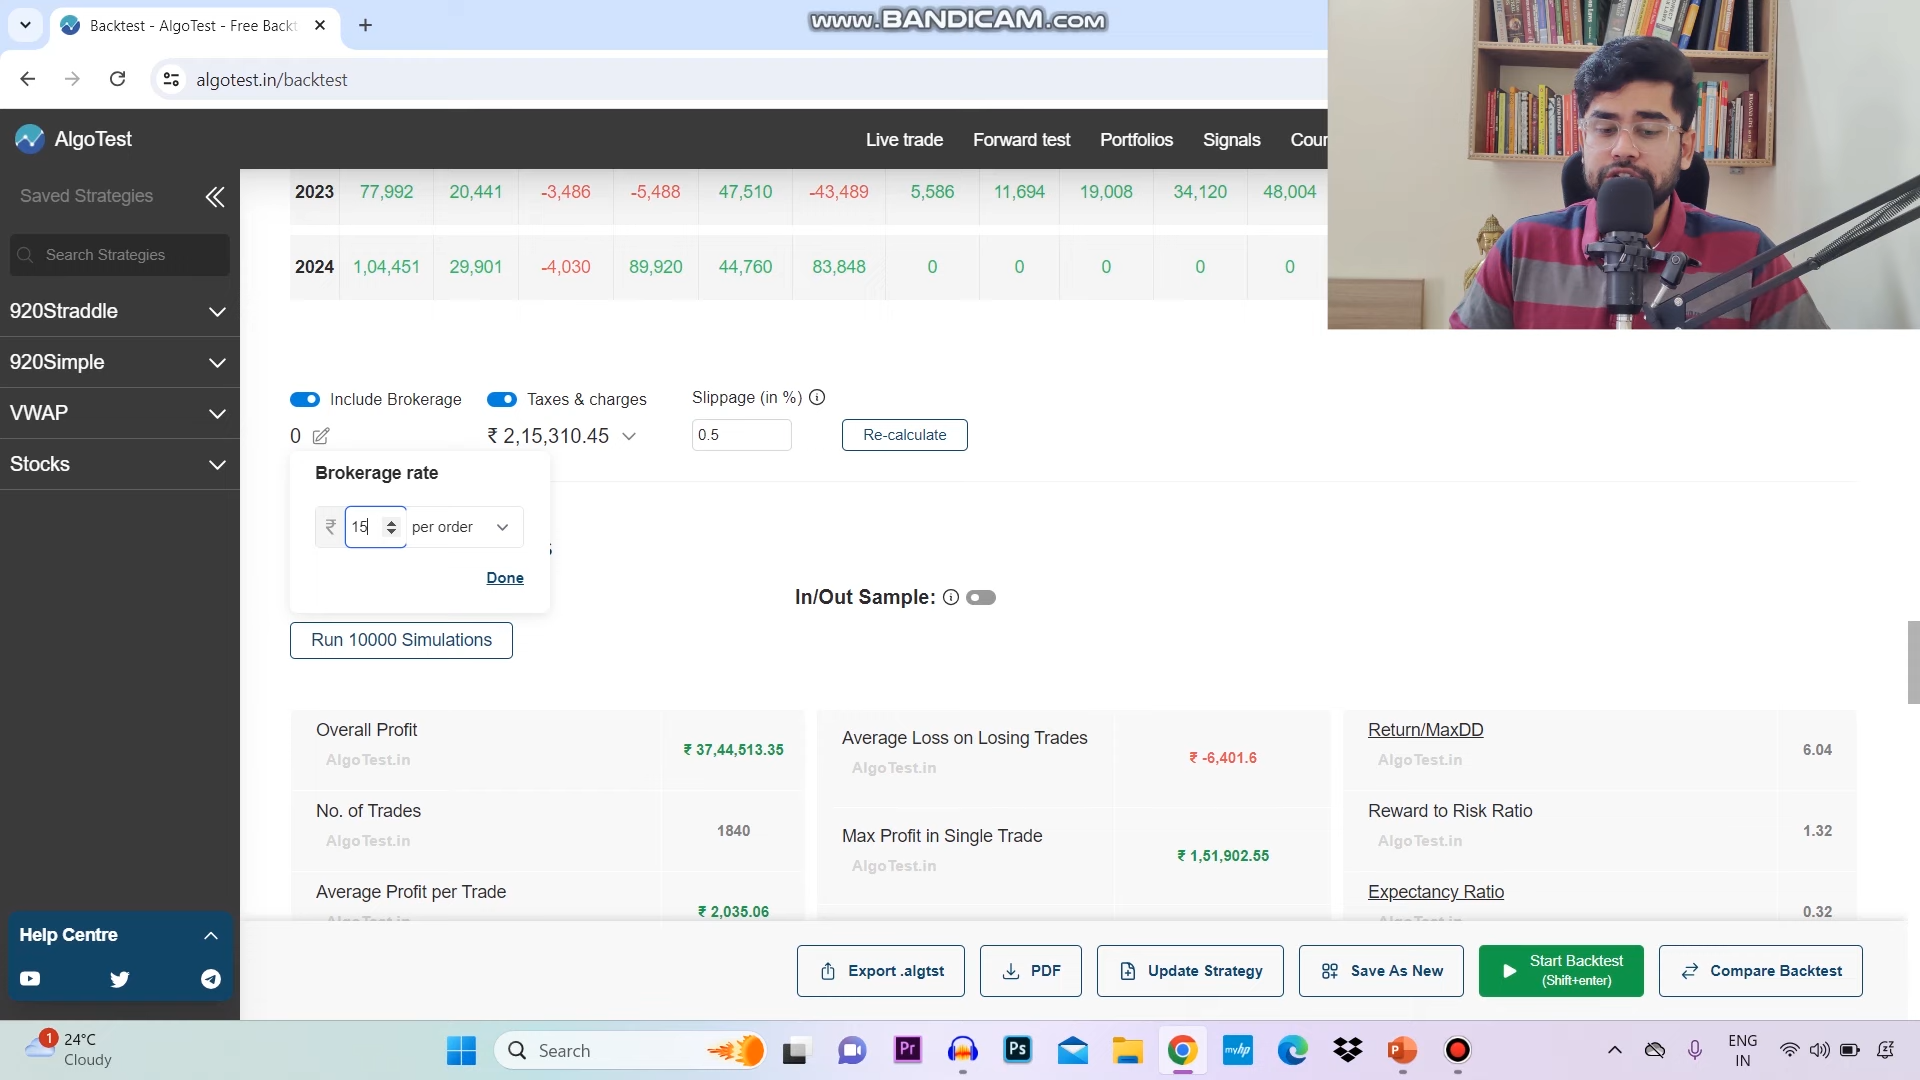 Backtest - AlgoTest - Free Backt
www.BANDICAM.com
algotest.in/backtest
AlgoTest
Live trade
Forward test
Portfolios
Signals
Cour
Saved Strategies
Search Strategies
920Straddle
920Simple
VWAP
Stocks
2023 77,992 20,441 -3,486 -5,488 47,510 -43,489 5,586 11,694 19,008 34,120 48,004
2024 1,04,451 29,901 -4,030 89,920 44,760 83,848 0 0 0 0 0
Include Brokerage
Taxes & charges
Slippage (in %)
0
₹ 2,15,310.45
0.5
Re-calculate
Brokerage rate
₹ 15 per order
Done
In/Out Sample:
Run 10000 Simulations
Overall Profit
AlgoTest.in
₹ 37,44,513.35
No. of Trades
AlgoTest.in
1840
Average Profit per Trade
AlgoTest.in
₹ 2,035.06
Average Loss on Losing Trades
AlgoTest.in
₹ -6,401.6
Max Profit in Single Trade
AlgoTest.in
₹ 1,51,902.55
Return/MaxDD
AlgoTest.in
6.04
Reward to Risk Ratio
AlgoTest.in
1.32
Expectancy Ratio
AlgoTest.in
0.32
Help Centre
Export .algtst
PDF
Update Strategy
Save As New
Start Backtest
(Shift+enter)
Compare Backtest
1
24°C
Cloudy
Search
Pr
Ps
myhp
P
ENG
IN